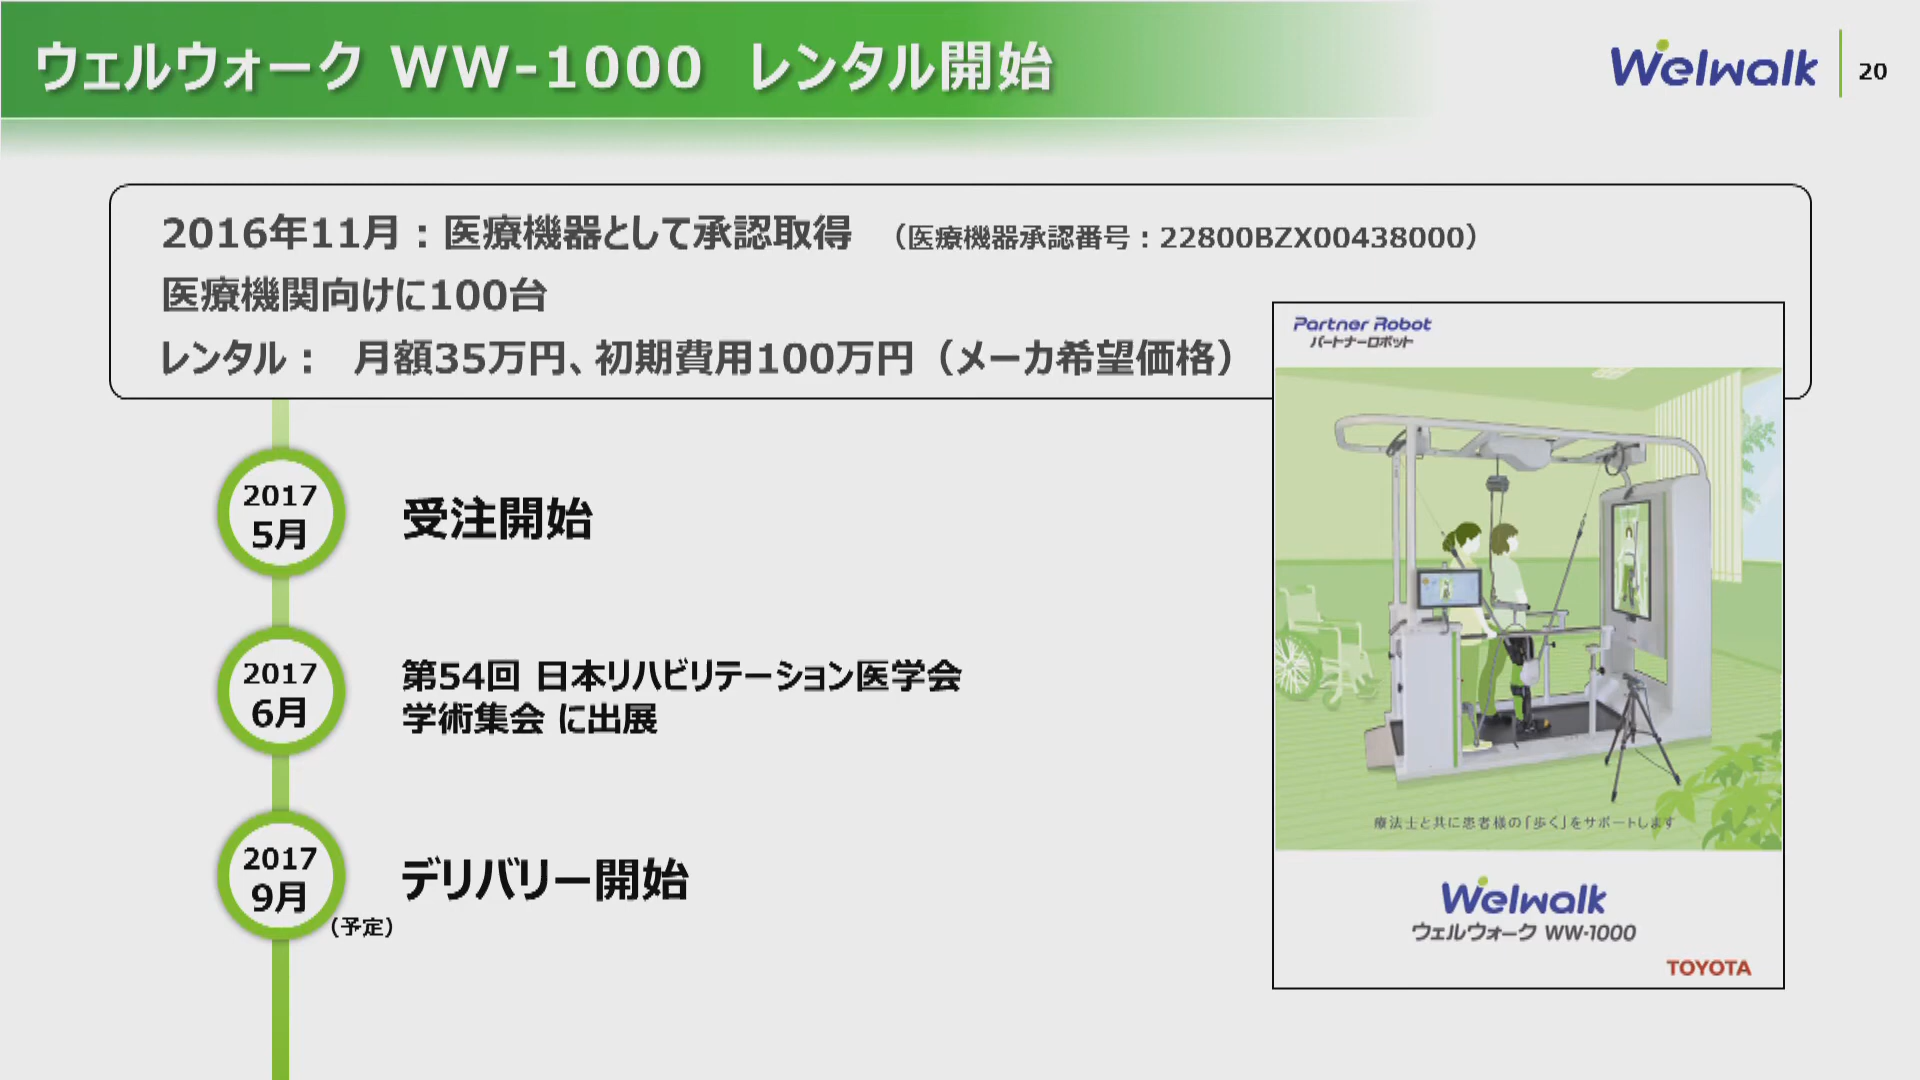 ウェルウォーク WW-1000 レンタル開始
Welwalk
20
2016年11月：医療機器として承認取得 （医療機器承認番号：22800BZX00438000）
医療機関向けに100台
レンタル： 月額35万円、初期費用100万円（メーカ希望価格）
2017
5月
受注開始
2017
6月
第54回 日本リハビリテーション医学会
学術集会 に出展
2017
9月
（予定）
デリバリー開始
Partner Robot
パートナーロボット
療法士と共に患者様の「歩く」をサポートします
Welwalk
ウェルウォーク WW-1000
TOYOTA